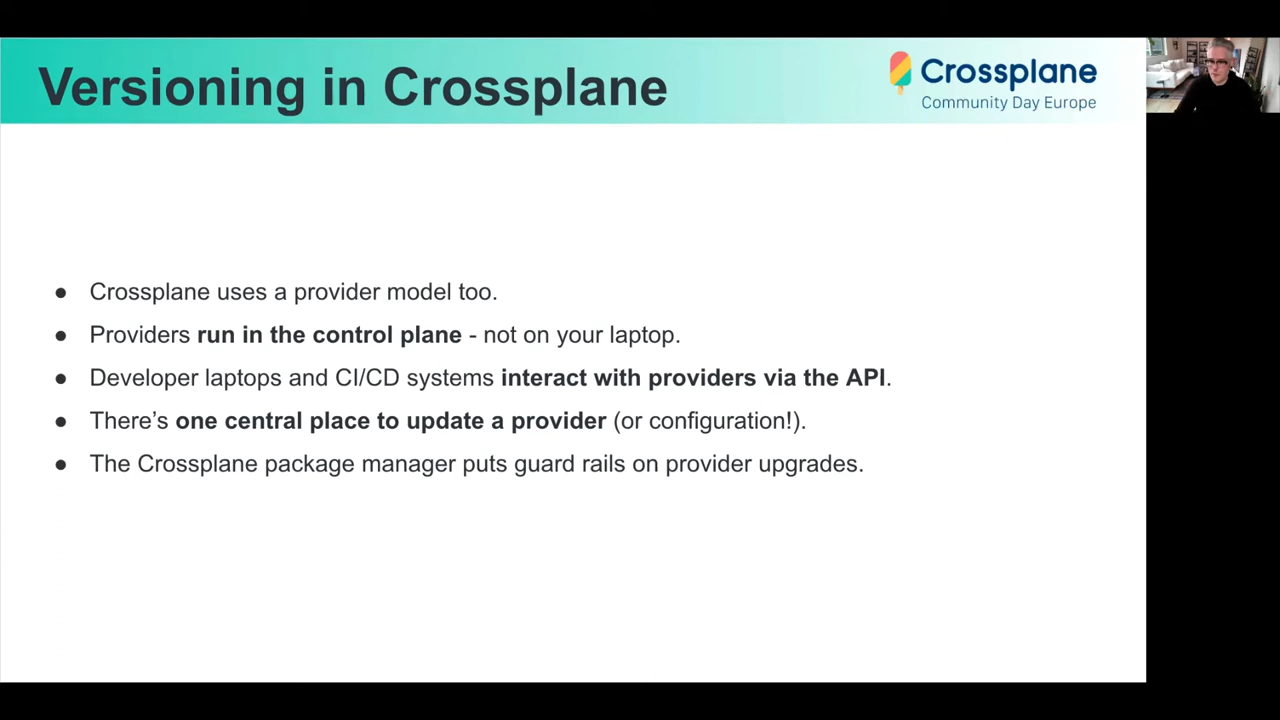 Versioning in Crossplane
Crossplane
Community Day Europe
● Crossplane uses a provider model too.
● Providers run in the control plane - not on your laptop.
● Developer laptops and CI/CD systems interact with providers via the API.
● There’s one central place to update a provider (or configuration!).
● The Crossplane package manager puts guard rails on provider upgrades.